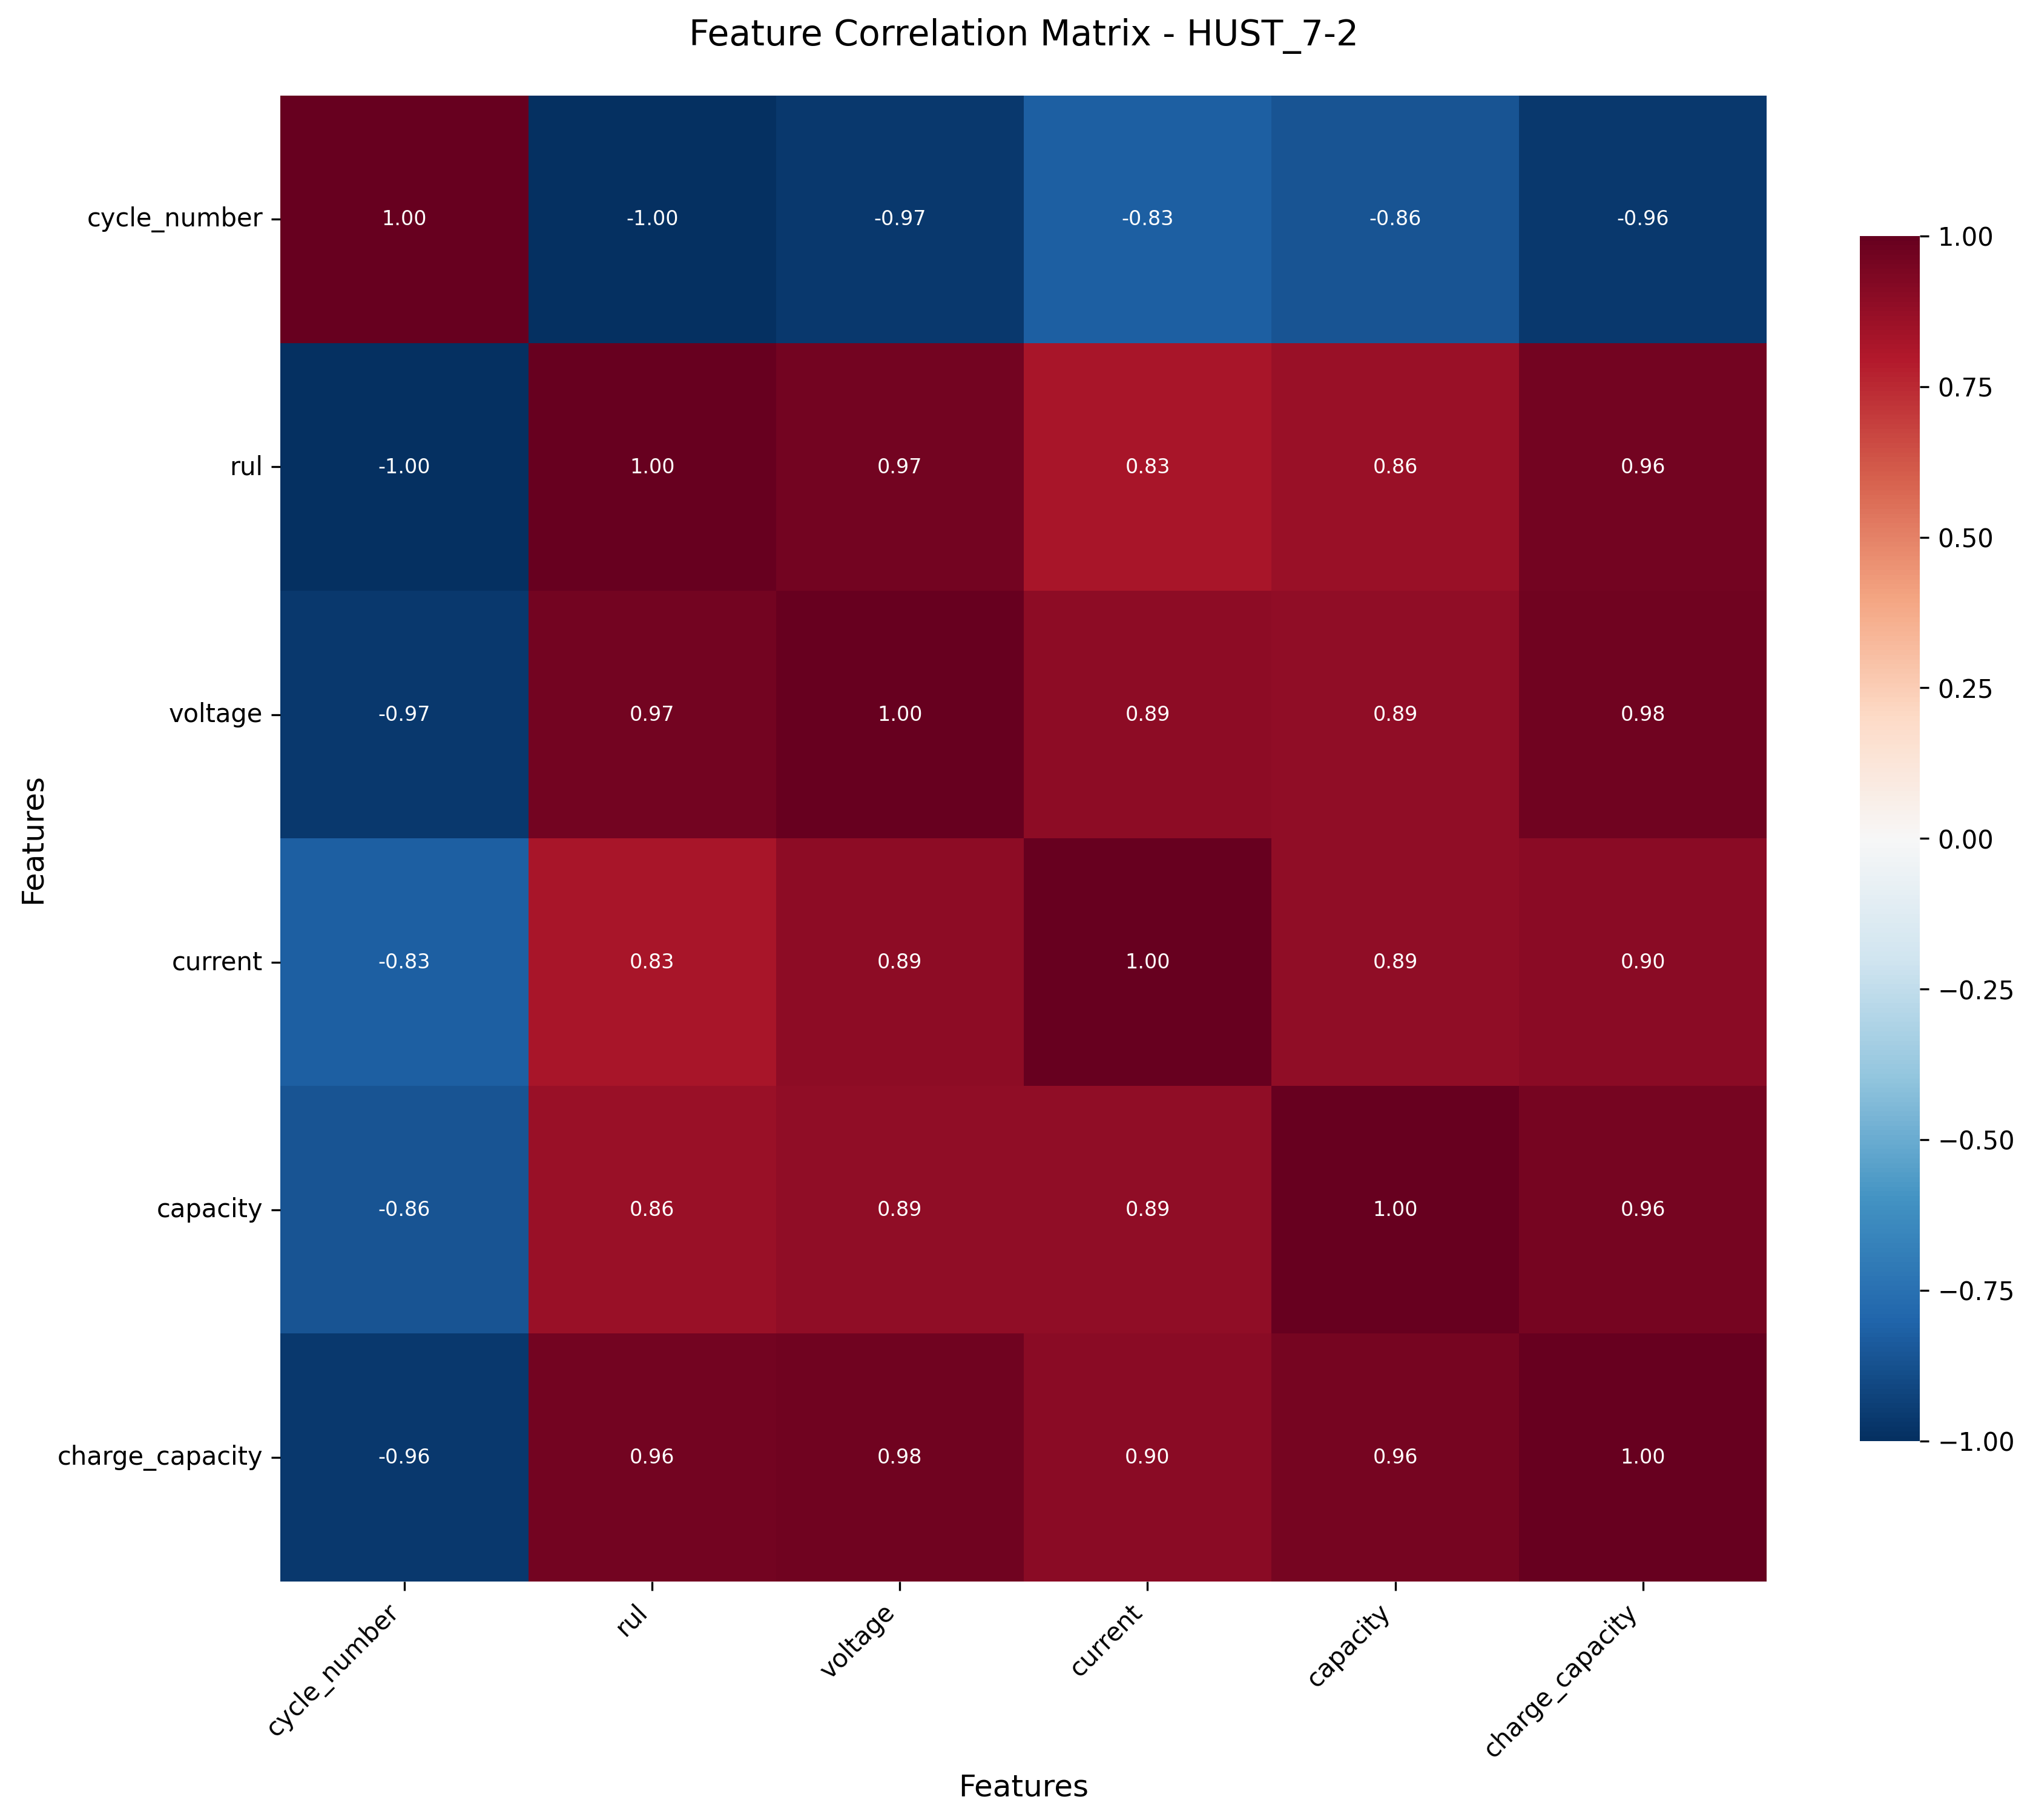 Feature Correlation Matrix - HUST_7-2
Features
cycle_number
1.00 -1.00 -0.97 -0.83 -0.86 -0.96
rul
-1.00 1.00 0.97 0.83 0.86 0.96
voltage
-0.97 0.97 1.00 0.89 0.89 0.98
current
-0.83 0.83 0.89 1.00 0.89 0.90
capacity
-0.86 0.86 0.89 0.89 1.00 0.96
charge_capacity
-0.96 0.96 0.98 0.90 0.96 1.00
cycle_number
rul
voltage
current
capacity
charge_capacity
Features
1.00
0.75
0.50
0.25
0.00
−0.25
−0.50
−0.75
−1.00